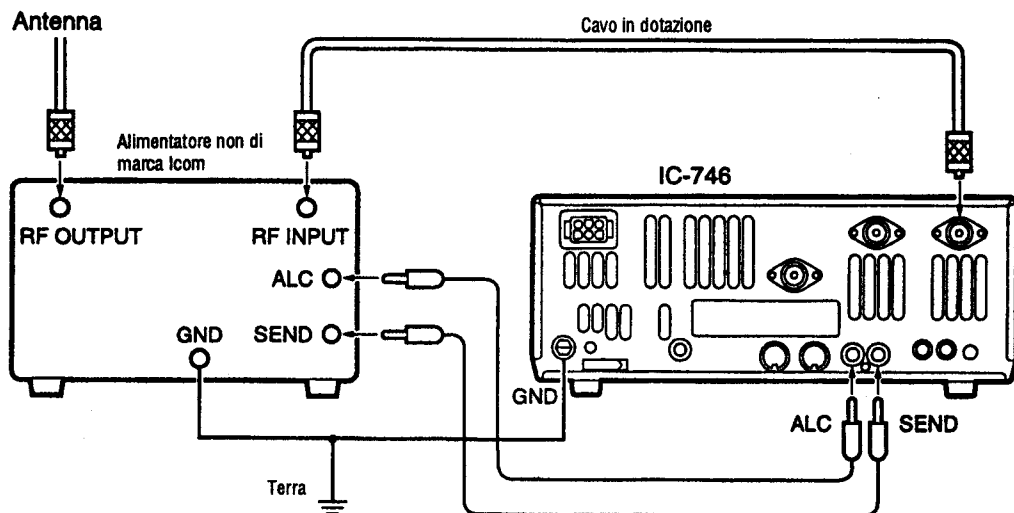 Antenna
Cavo in dotazione
Alimentatore non di
marca Icom
IC-746
RF OUTPUT
RF INPUT
ALC
SEND
GND
GND
ALC
SEND
Terra